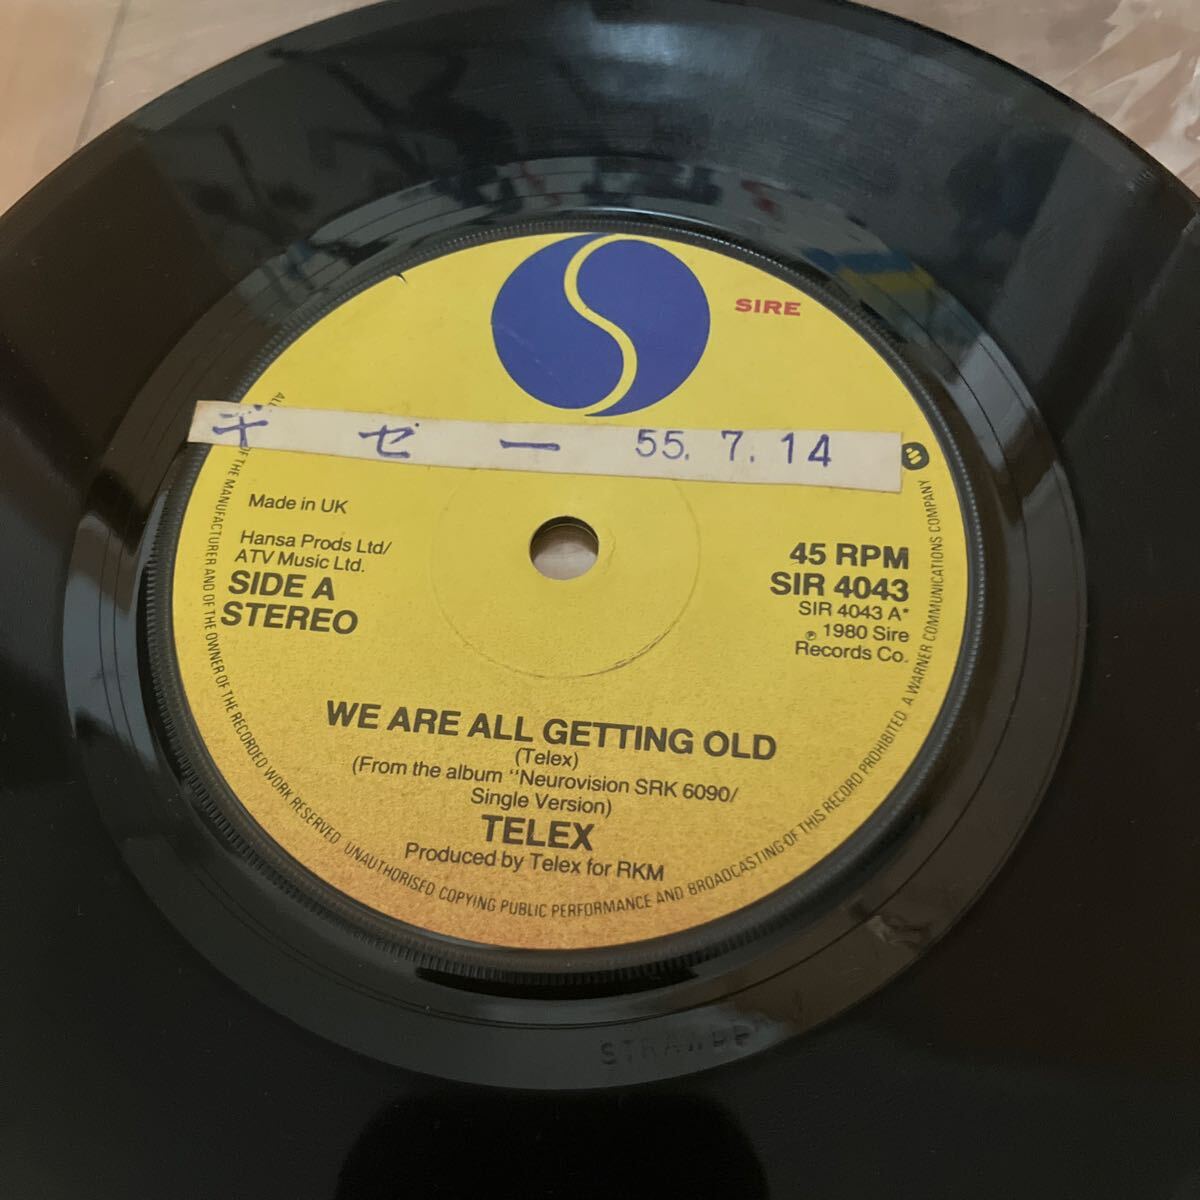 SIRE
キゼー 55.7.14
Made in UK
Hansa Prods Ltd/
ATV Music Ltd.
SIDE A
STEREO
45 RPM
SIR 4043
SIR 4043 A*
℗ 1980 Sire
Records Co.
WE ARE ALL GETTING OLD
(Telex)
(From the album "Neurovision SRK 6090/
Single Version)
TELEX
Produced by Telex for RKM
OF THE MANUFACTURER AND OF THE OWNER OF THE RECORDED WORK RESERVED UNAUTHORISED COPYING PUBLIC PERFORMANCE AND BROADCASTING OF THIS RECORD PROHIBITED A WARNER COMMUNICATIONS COMPANY